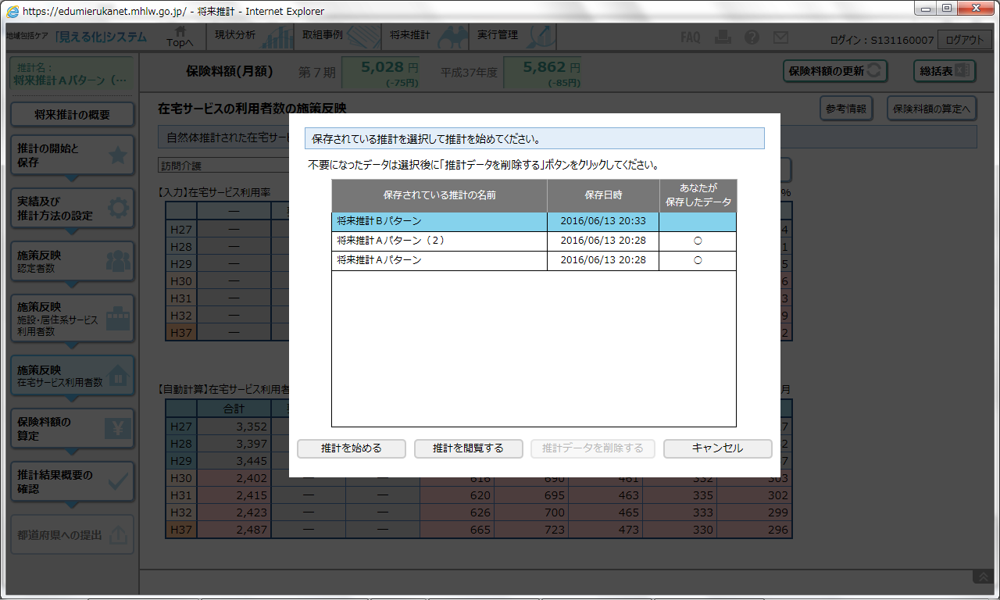 https://edumierukanet.mhlw.go.jp/ - 将来推計 - Internet Explorer
地域包括ケア 「見える化」システム
Topへ
現状分析
取組事例
将来推計
実行管理
FAQ
ログイン : S131160007
ログアウト
推計名 :
将来推計Aパターン (…
保険料額(月額)
第7期
5,028 円
(-75円)
平成37年度
5,862 円
(-85円)
保険料額の更新
総括表
将来推計の概要
推計の開始と
保存
実績及び
推計方法の設定
施策反映
認定者数
施策反映
施設・居住系サービス
利用者数
施策反映
在宅サービス利用者数
保険料額の
算定
推計結果概要の
確認
都道府県への提出
在宅サービスの利用者数の施策反映
参考情報
保険料額の算定へ
自然体推計された在宅サー
訪問介護
【入力】在宅サービス利用率
%
―
H27 ― 4
H28 ― 1
H29 ― 5
H30 ― 6
H31 ― 3
H32 ― 9
H37 ― 2
【自動計算】在宅サービス利用者
月
合計
H27 3,352 7
H28 3,397 2
H29 3,445 7
H30 2,402 616 690 461 332 303
H31 2,415 ― ― 620 695 463 335 302
H32 2,423 ― ― 626 700 465 333 299
H37 2,487 ― ― 665 723 473 330 296
保存されている推計を選択して推計を始めてください。
不要になったデータは選択後に「推計データを削除する」ボタンをクリックしてください。
保存されている推計の名前 保存日時 あなたが
保存したデータ
将来推計Bパターン 2016/06/13 20:33
将来推計Aパターン（2） 2016/06/13 20:28 ○
将来推計Aパターン 2016/06/13 20:28 ○
推計を始める
推計を閲覧する
推計データを削除する
キャンセル